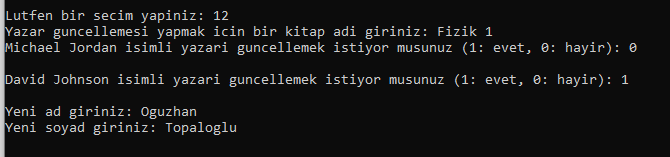 Lutfen bir secim yapiniz: 12
Yazar guncellemesi yapmak icin bir kitap adi giriniz: Fizik 1
Michael Jordan isimli yazari guncellemek istiyor musunuz (1: evet, 0: hayir): 0
David Johnson isimli yazari guncellemek istiyor musunuz (1: evet, 0: hayir): 1
Yeni ad giriniz: Oguzhan
Yeni soyad giriniz: Topaloglu